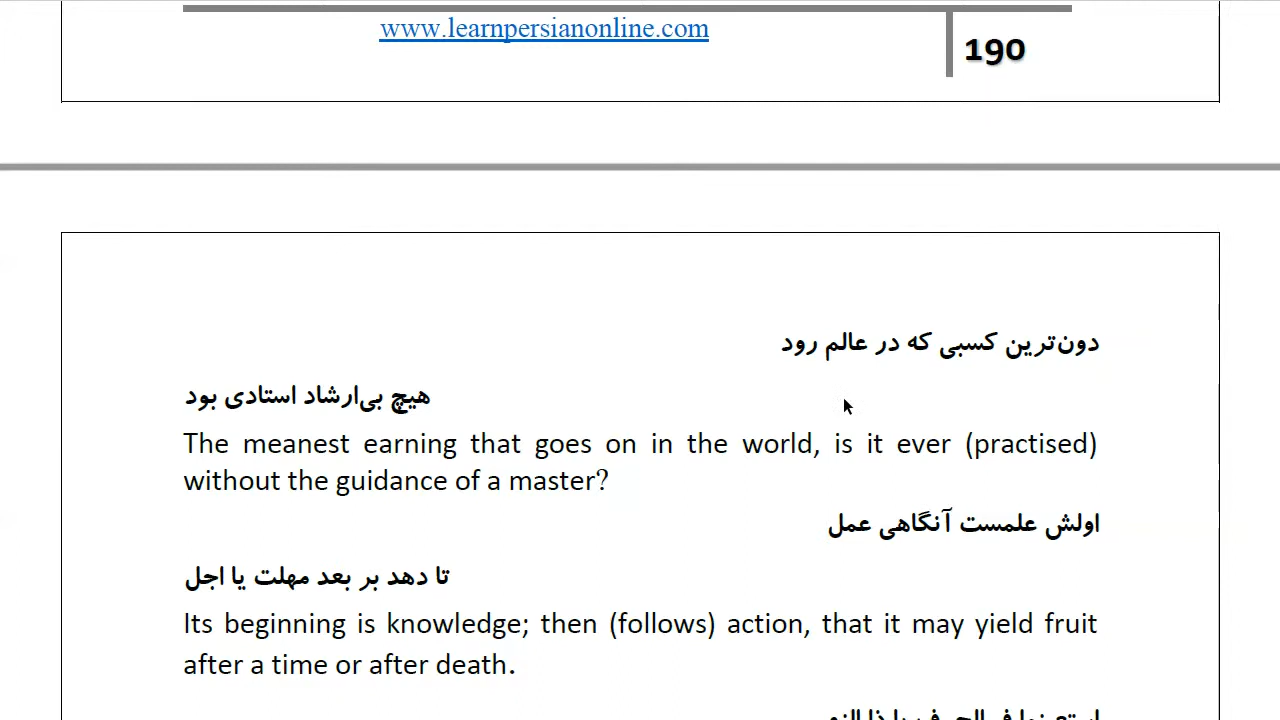 www.learnpersianonline.com
190
دون‌ترین کسبی که در عالم رود
هیچ بی‌ارشاد استادی بود
The meanest earning that goes on in the world, is it ever (practised)
without the guidance of a master?
اولش علمست آنگاهی عمل
تا دهد بر بعد مهلت یا اجل
Its beginning is knowledge; then (follows) action, that it may yield fruit
after a time or after death.